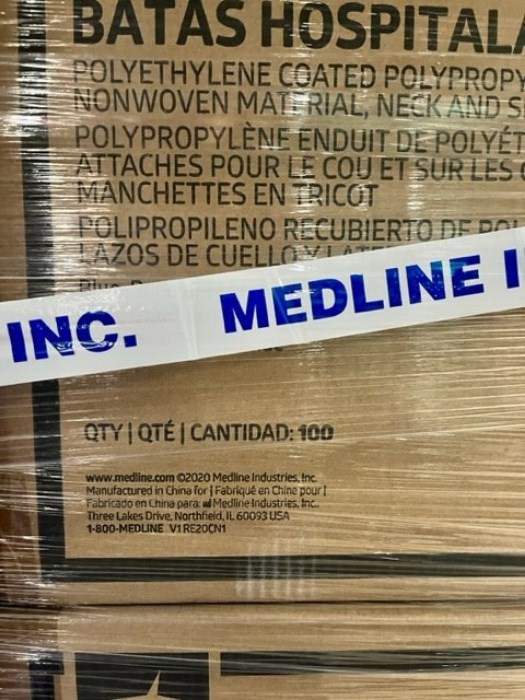 BATAS HOSPITALA
POLYETHYLENE COATED POLYPROPY
NONWOVEN MATERIAL, NECK AND S
POLYPROPYLÈNE ENDUIT DE POLYÉT
ATTACHES POUR LE COU ET SUR LES
MANCHETTES EN TRICOT
POLIPROPILENO RECUBIERTO DE POL
LAZOS DE CUELLO Y LATE
INC. MEDLINE I
QTY | QTÉ | CANTIDAD: 100
www.medline.com ©2020 Medline Industries, Inc.
Manufactured in China for | Fabriqué en Chine pour |
Fabricado en China para: Medline Industries, Inc.,
Three Lakes Drive, Northfield, IL 60093 USA
1-800-MEDLINE V1 RE20CN1